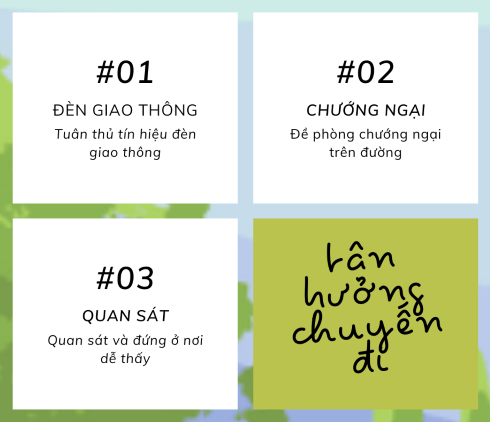 #01
ĐÈN GIAO THÔNG
Tuân thủ tín hiệu đèn
giao thông
#02
CHƯỚNG NGẠI
Đề phòng chướng ngại
trên đường
#03
QUAN SÁT
Quan sát và đứng ở nơi
dễ thấy
tận
hưởng
chuyến
đi